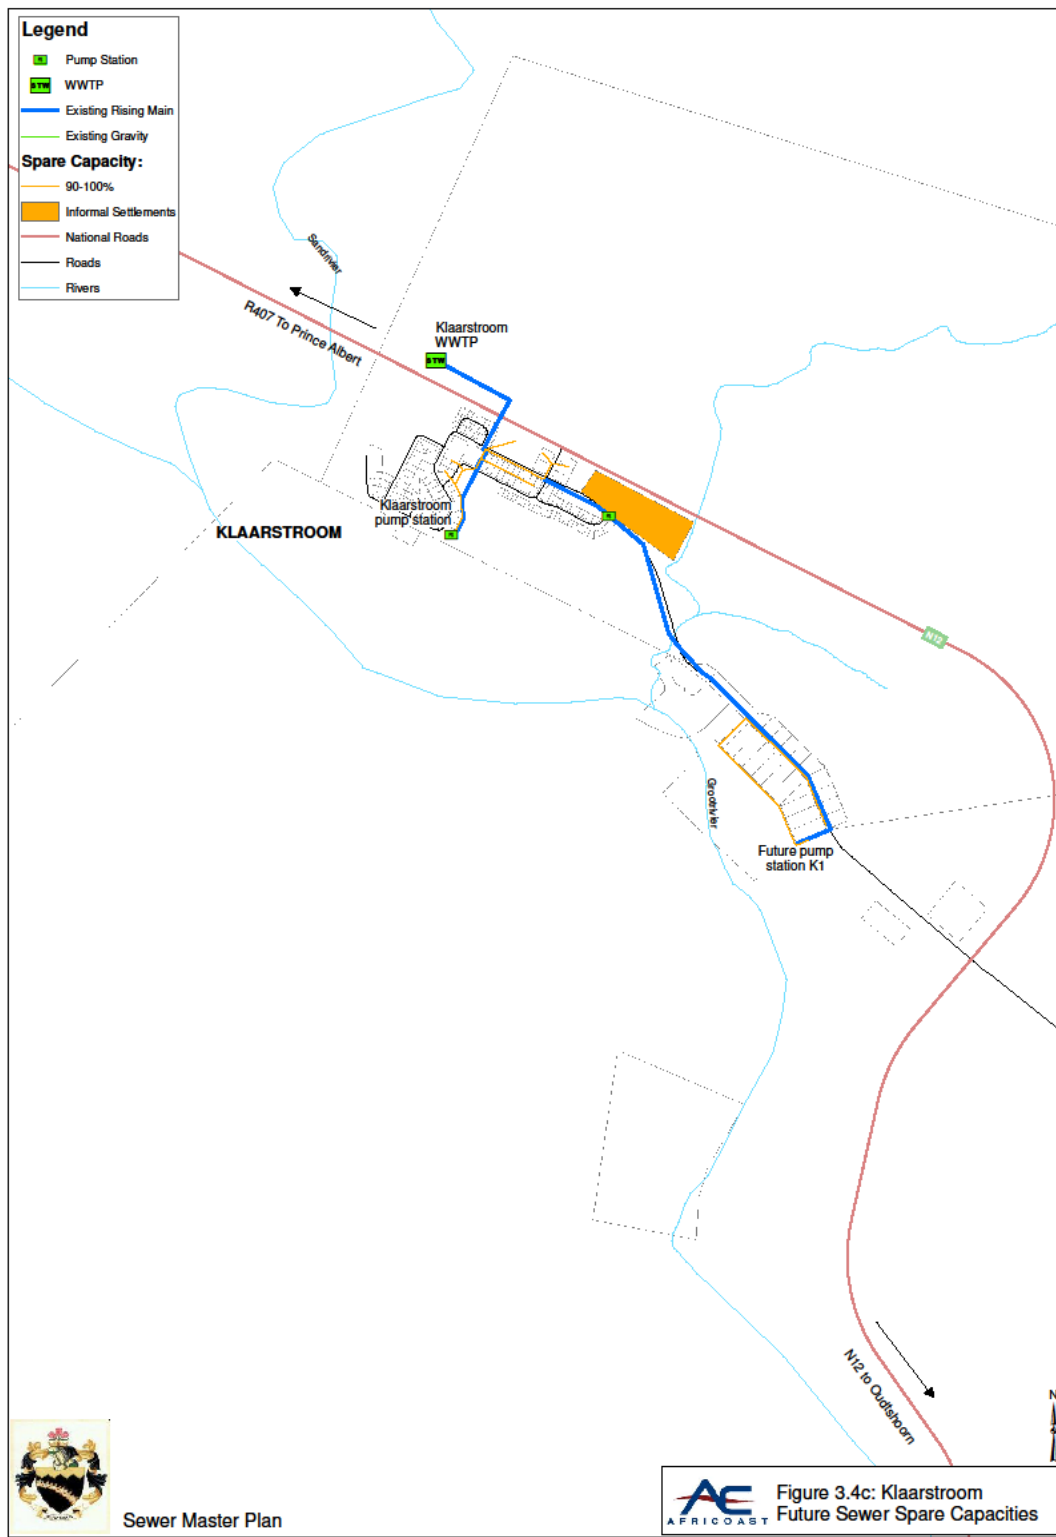 Legend
Pump Station
STW WWTP
Existing Rising Main
Existing Gravity
Spare Capacity:
90-100%
Informal Settlements
National Roads
Roads
Rivers
Sandrivier
R407 To Prince Albert
Klaarstroom
WWTP
STW
Klaarstroom
pump station
KLAARSTROOM
N12
Grootrivier
Future pump
station K1
N12 to Oudtshoorn
N
Sewer Master Plan
AFRICOAST
Figure 3.4c: Klaarstroom
Future Sewer Spare Capacities